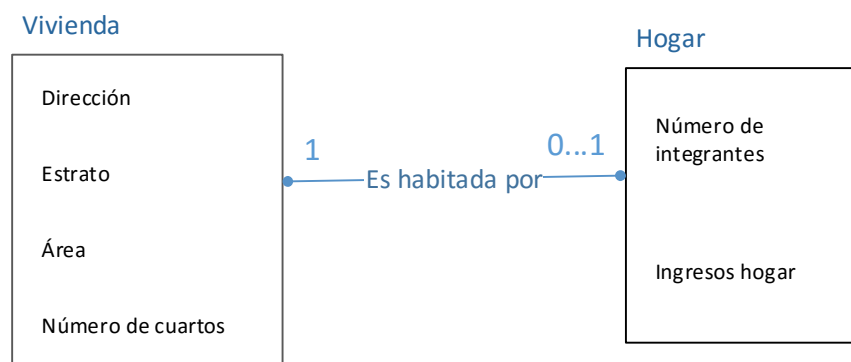 Vivienda
Dirección
Estrato
Área
Número de cuartos
1
Es habitada por
0...1
Hogar
Número de
integrantes
Ingresos hogar